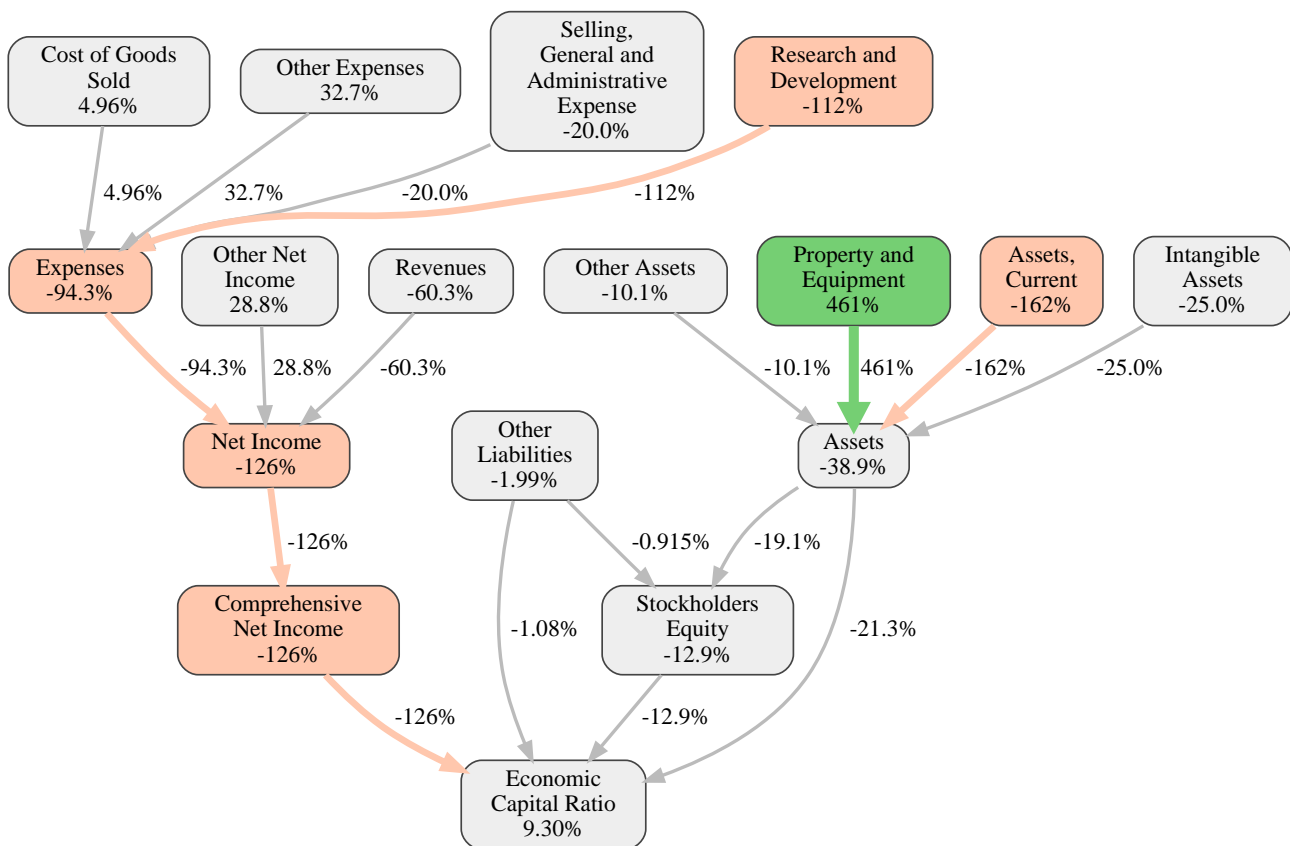 Cost of Goods
Sold
4.96%
Other Expenses
32.7%
Selling,
General and
Administrative
Expense
-20.0%
Research and
Development
-112%
4.96%
32.7%
-20.0%
-112%
Expenses
-94.3%
Other Net
Income
28.8%
Revenues
-60.3%
Other Assets
-10.1%
Property and
Equipment
461%
Assets,
Current
-162%
Intangible
Assets
-25.0%
-94.3%
28.8%
-60.3%
-10.1%
461%
-162%
-25.0%
Net Income
-126%
Other
Liabilities
-1.99%
Assets
-38.9%
-126%
-0.915%
-19.1%
Comprehensive
Net Income
-126%
-1.08%
Stockholders
Equity
-12.9%
-21.3%
-126%
-12.9%
Economic
Capital Ratio
9.30%